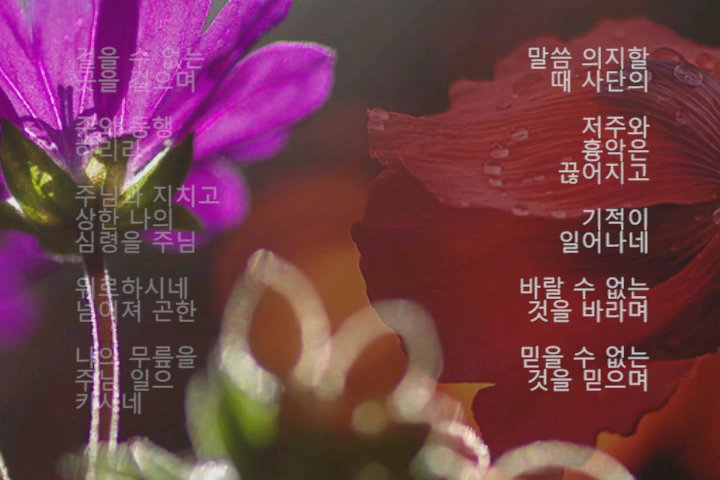 걸을 수 없는
곳을 걸으며
주와 동행
하리라
주님과 지치고
상한 나의
심령을 주님
위로하시네
넘어져 곤한
나의 무릎을
주님 일으
키시네
말씀 의지할
때 사단의
저주와
흉악은
끊어지고
기적이
일어나네
바랄 수 없는
것을 바라며
믿을 수 없는
것을 믿으며